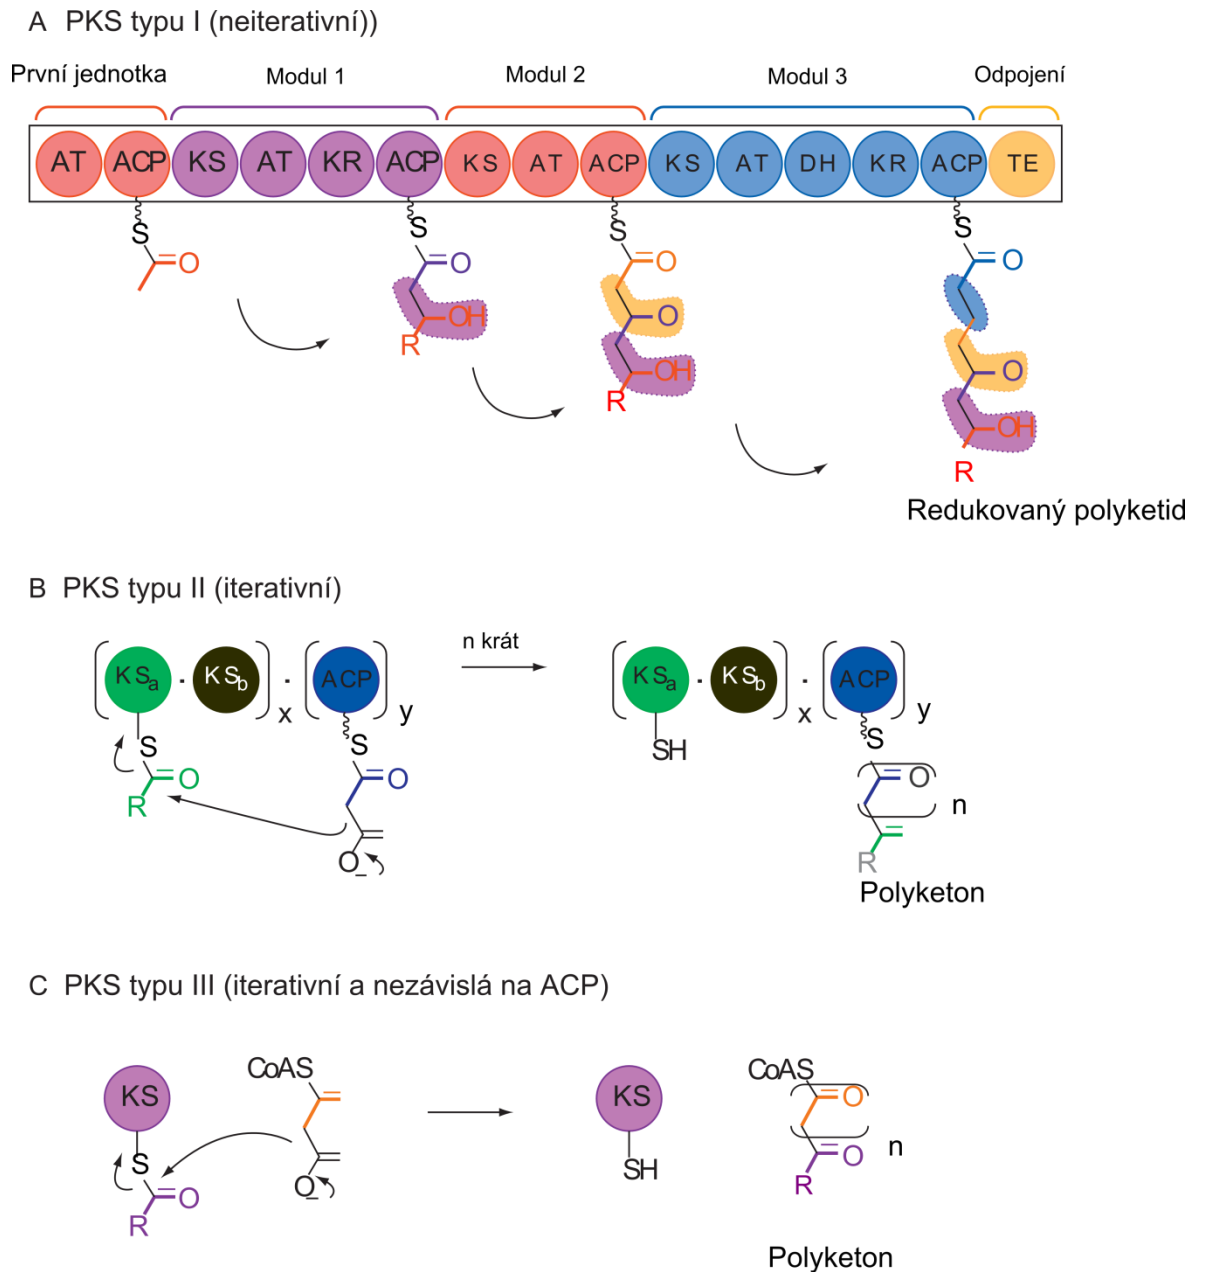 A PKS typu I (neiterativní))
První jednotka Modul 1 Modul 2 Modul 3 Odpojení
AT ACP KS AT KR ACP KS AT ACP KS AT DH KR ACP TE
S S S S
O O O O
OH O O
R OH OH
R R
Redukovaný polyketid
B PKS typu II (iterativní)
n krát
KSa . KSb x . ACP y KSa . KSb x . ACP y
S S SH S
O O O n
R R
O_
Polyketon
C PKS typu III (iterativní a nezávislá na ACP)
CoAS CoAS
KS KS O
S SH O n
O O_ R
R
Polyketon